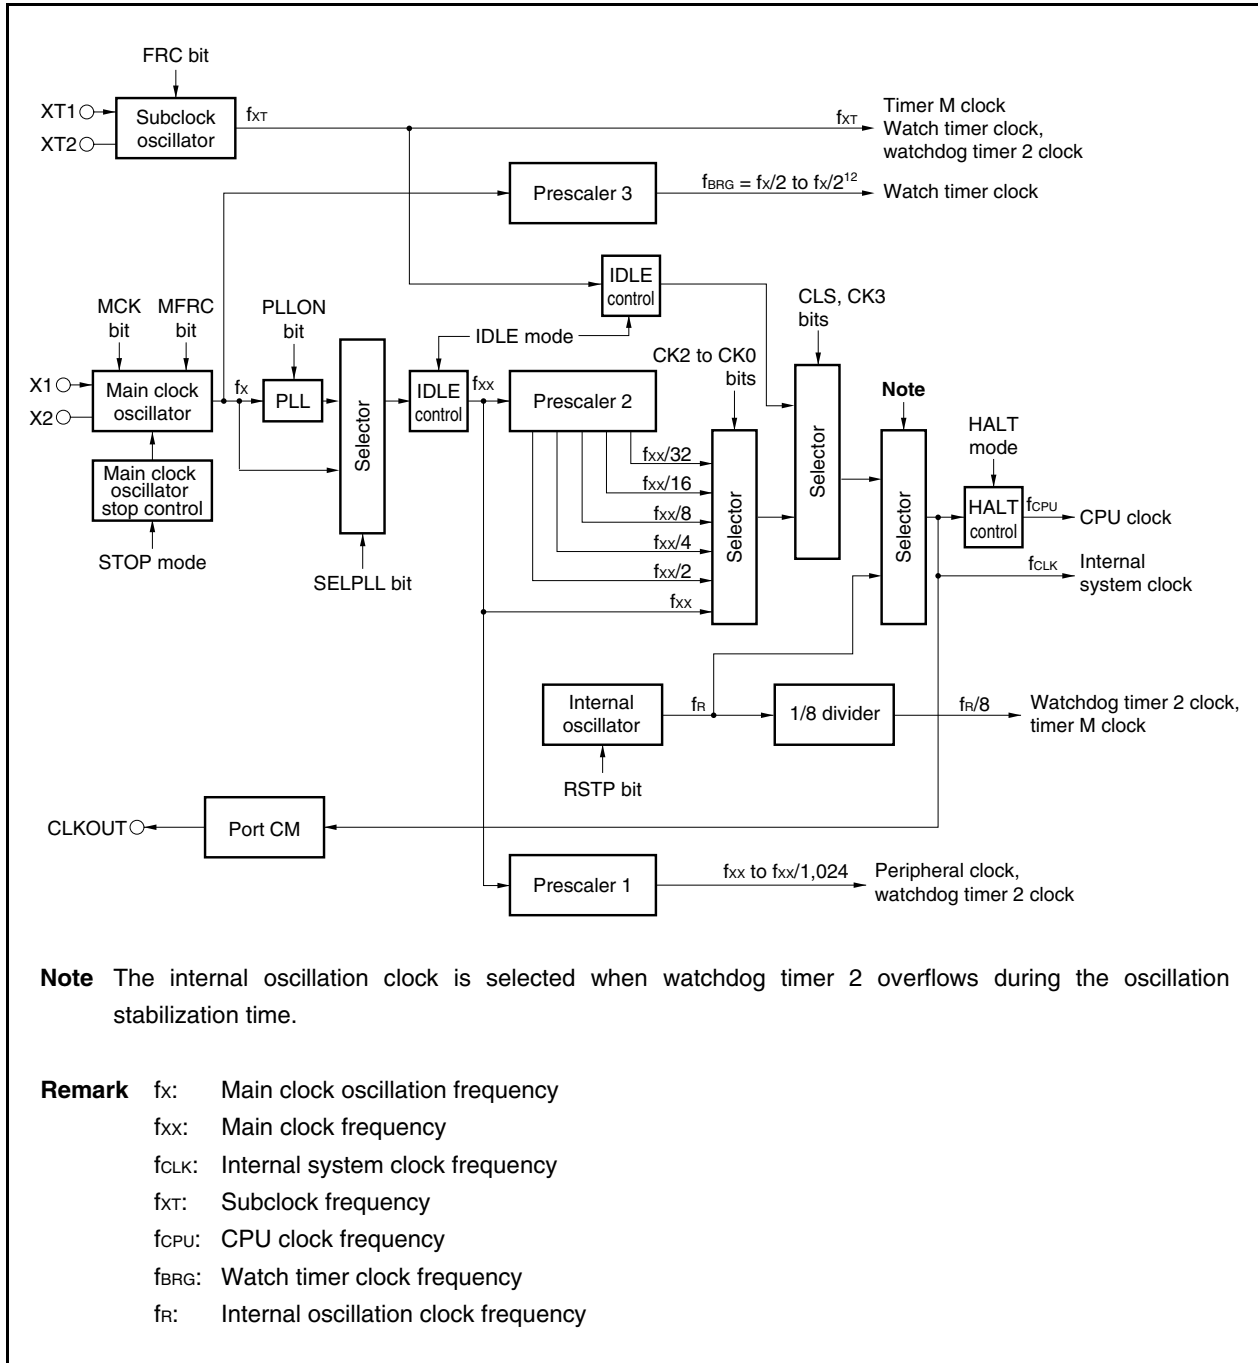 FRC bit
XT1
XT2
Subclock
oscillator
fXT
fXT
Timer M clock
Watch timer clock,
watchdog timer 2 clock
Prescaler 3
fBRG = fX/2 to fX/2¹²
Watch timer clock
IDLE
control
MCK
bit
MFRC
bit
PLLON
bit
IDLE mode
CLS, CK3
bits
CK2 to CK0
bits
X1
X2
Main clock
oscillator
fX
PLL
Selector
IDLE
control
fXX
Prescaler 2
Note
HALT
mode
Main clock
oscillator
stop control
STOP mode
SELPLL bit
fXX/32
fXX/16
fXX/8
fXX/4
fXX/2
fXX
Selector
Selector
Selector
HALT
control
fCPU
CPU clock
fCLK
Internal
system clock
Internal
oscillator
fR
1/8 divider
fR/8
Watchdog timer 2 clock,
timer M clock
RSTP bit
CLKOUT
Port CM
Prescaler 1
fXX to fXX/1,024
Peripheral clock,
watchdog timer 2 clock
Note The internal oscillation clock is selected when watchdog timer 2 overflows during the oscillation
stabilization time.
Remark fX: Main clock oscillation frequency
fXX: Main clock frequency
fCLK: Internal system clock frequency
fXT: Subclock frequency
fCPU: CPU clock frequency
fBRG: Watch timer clock frequency
fR: Internal oscillation clock frequency